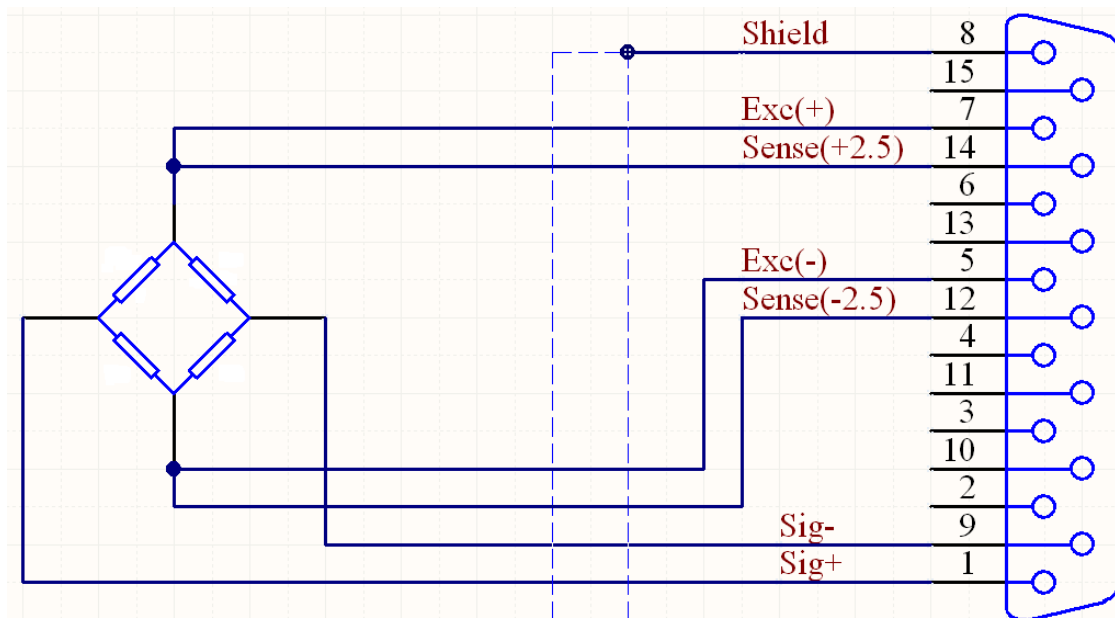 Shield 8
15
Exc(+) 7
Sense(+2.5) 14
6
13
Exc(-) 5
Sense(-2.5) 12
4
11
3
10
2
Sig- 9
Sig+ 1